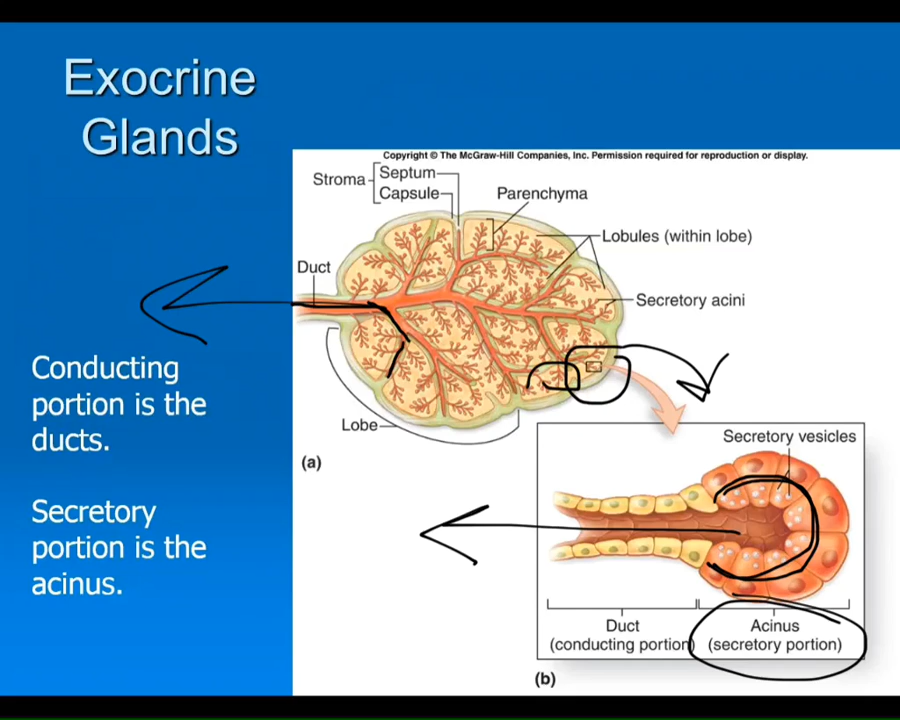 Exocrine
Glands
Copyright © The McGraw-Hill Companies, Inc. Permission required for reproduction or display.
Stroma
Septum
Capsule
Parenchyma
Lobules (within lobe)
Duct
Secretory acini
Conducting
portion is the
ducts.
Lobe
(a)
Secretory vesicles
Secretory
portion is the
acinus.
Duct
(conducting portion)
Acinus
(secretory portion)
(b)